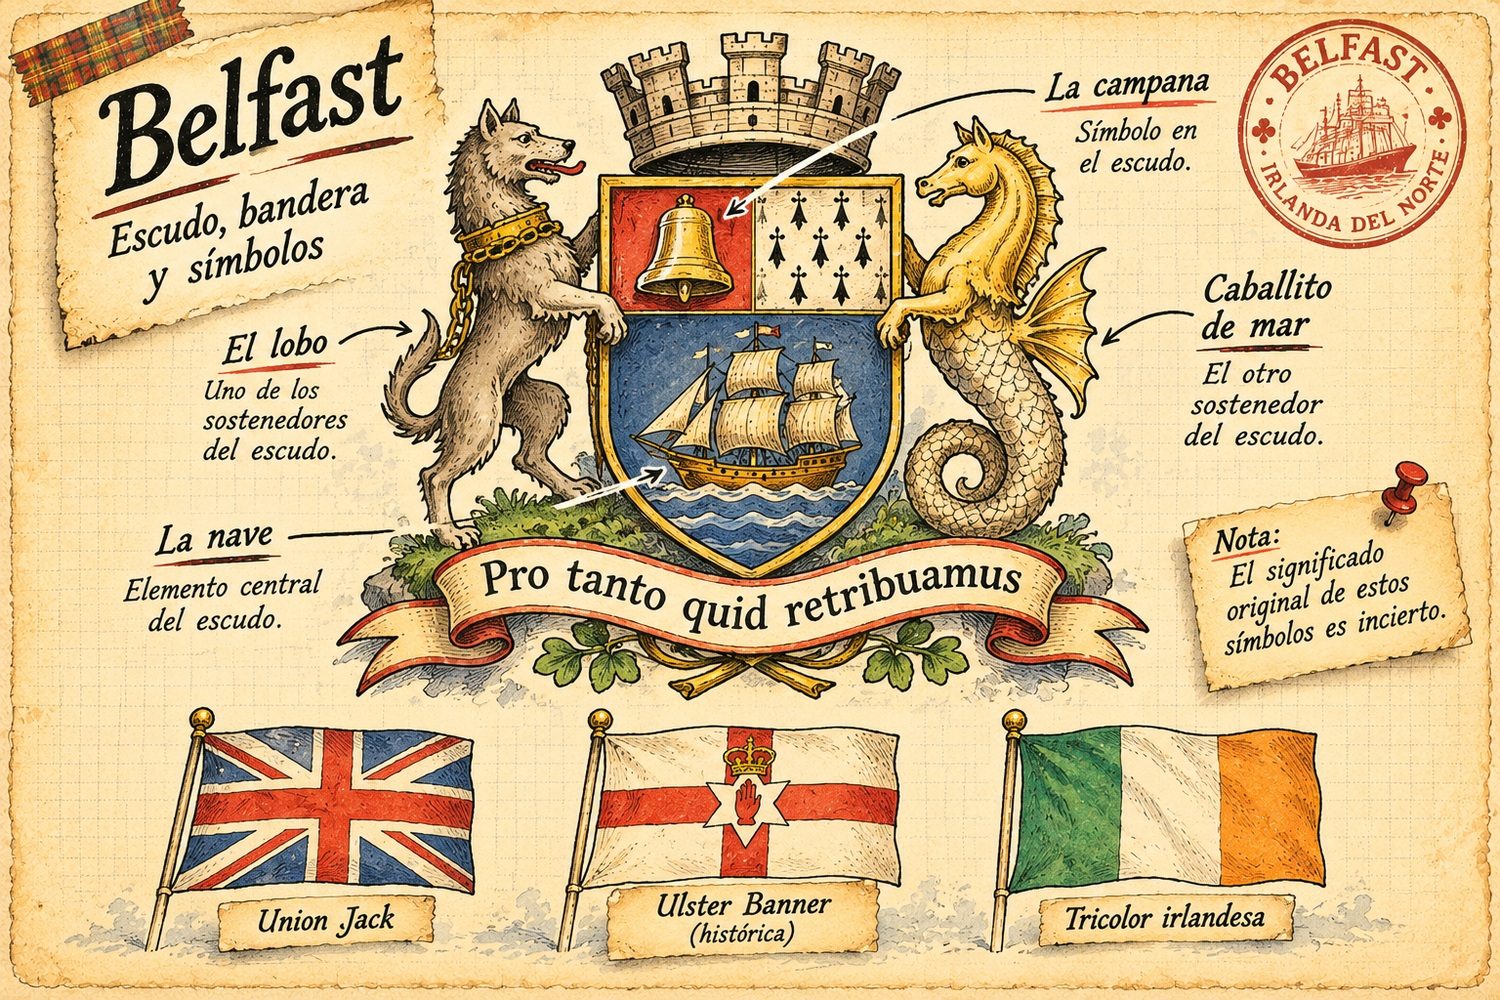 Belfast
Escudo, bandera
y símbolos
La campana
Símbolo en
el escudo.
BELFAST
IRLANDA DEL NORTE
El lobo
Uno de los
sostenedores
del escudo.
Caballito
de mar
El otro
sostenedor
del escudo.
La nave
Elemento central
del escudo.
Nota:
El significado
original de estos
símbolos es incierto.
Pro tanto quid retribuamus
Union Jack
Ulster Banner
(histórica)
Tricolor irlandesa